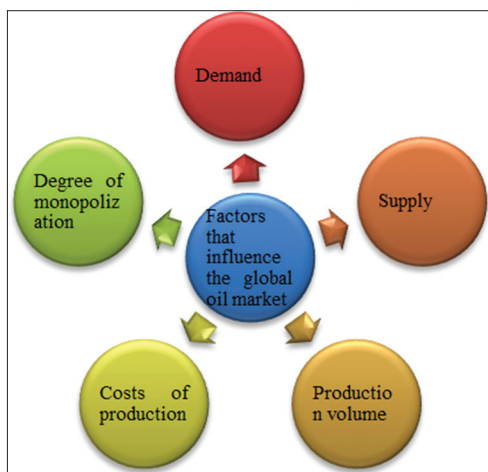 Demand
Degree of
monopoliz
ation
Supply
Factors
that
influence
the global
oil market
Costs of
production
Productio
n volume